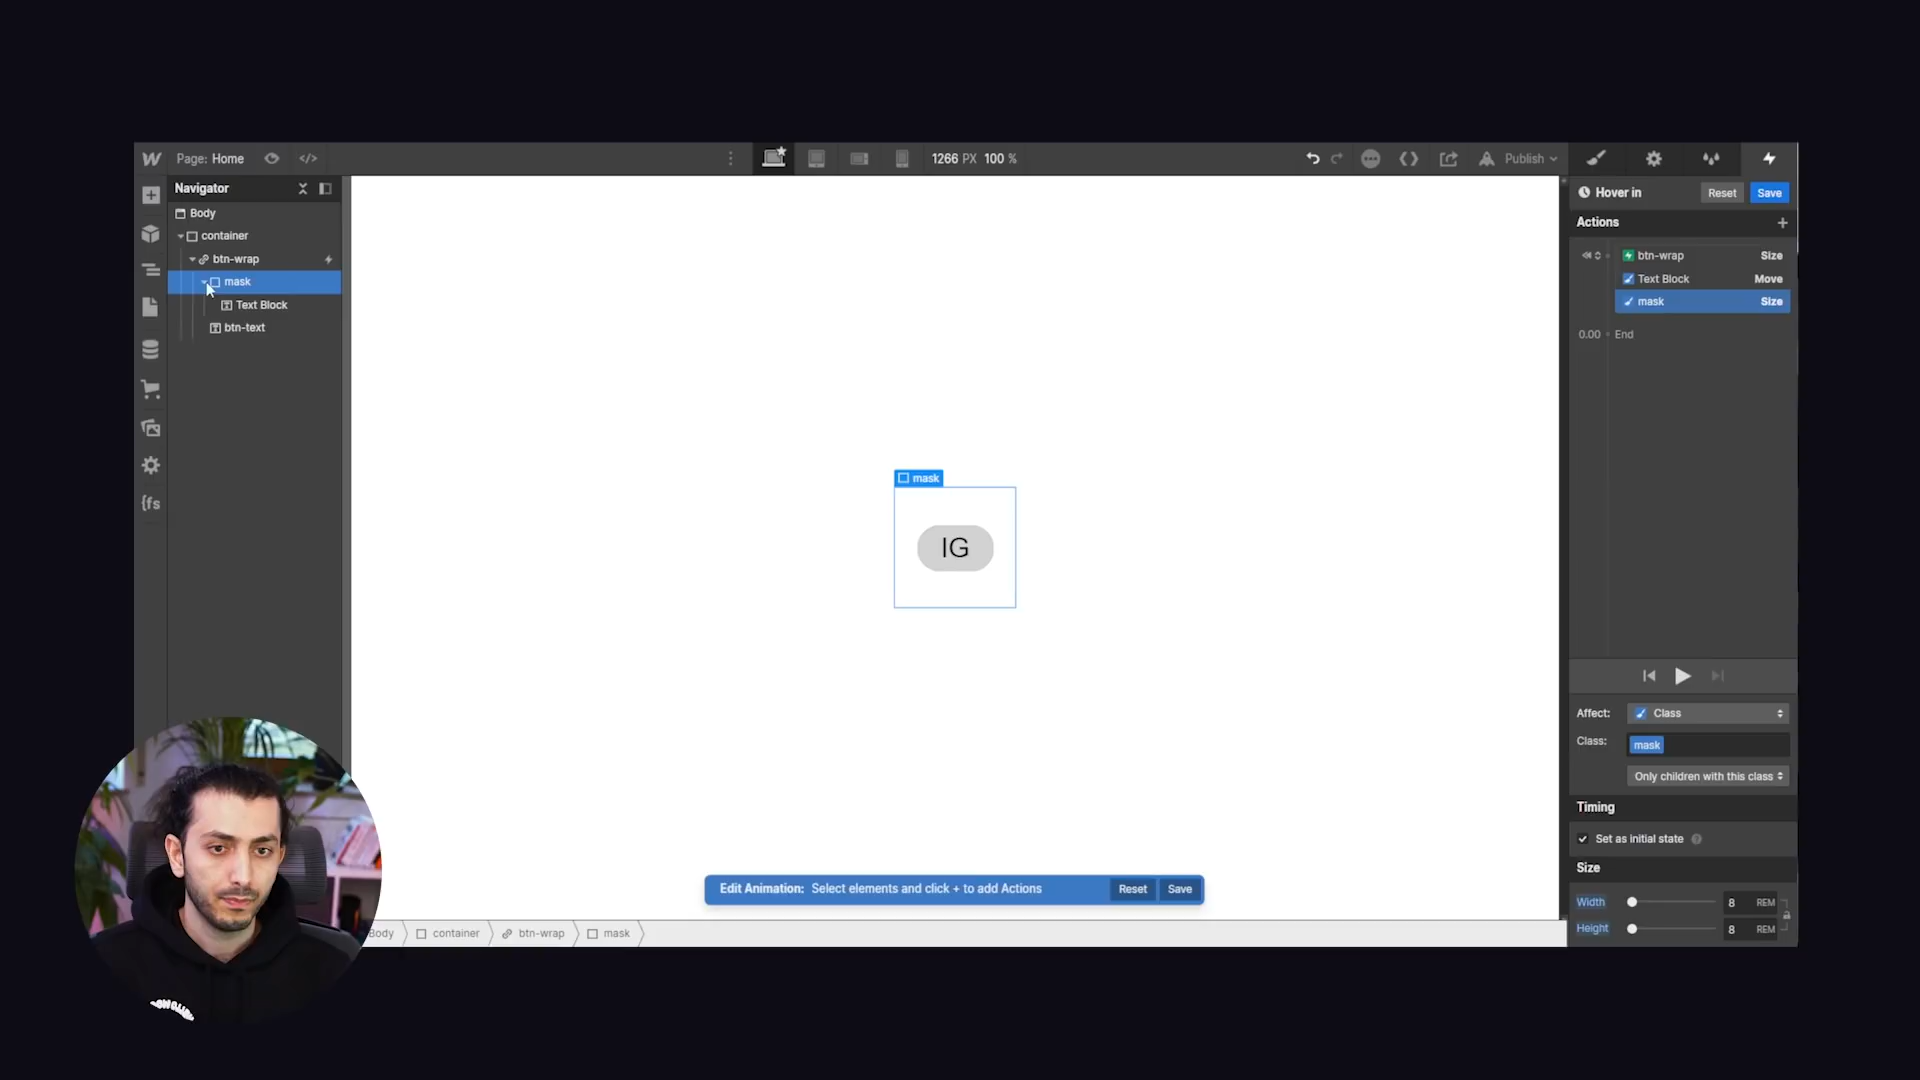 Page: Home
</>
1266 PX 100 %
Publish
Navigator
Hover in
Reset
Save
Body
Actions
container
btn-wrap
btn-wrap Size
mask
Text Block Move
Text Block
mask Size
btn-text
0.00 End
{fs
mask
IG
Affect: Class
Class: mask
Only children with this class
Timing
Set as initial state
Size
Edit Animation: Select elements and click + to add Actions
Reset
Save
Width 8 REM
Height 8 REM
Body
container
btn-wrap
mask